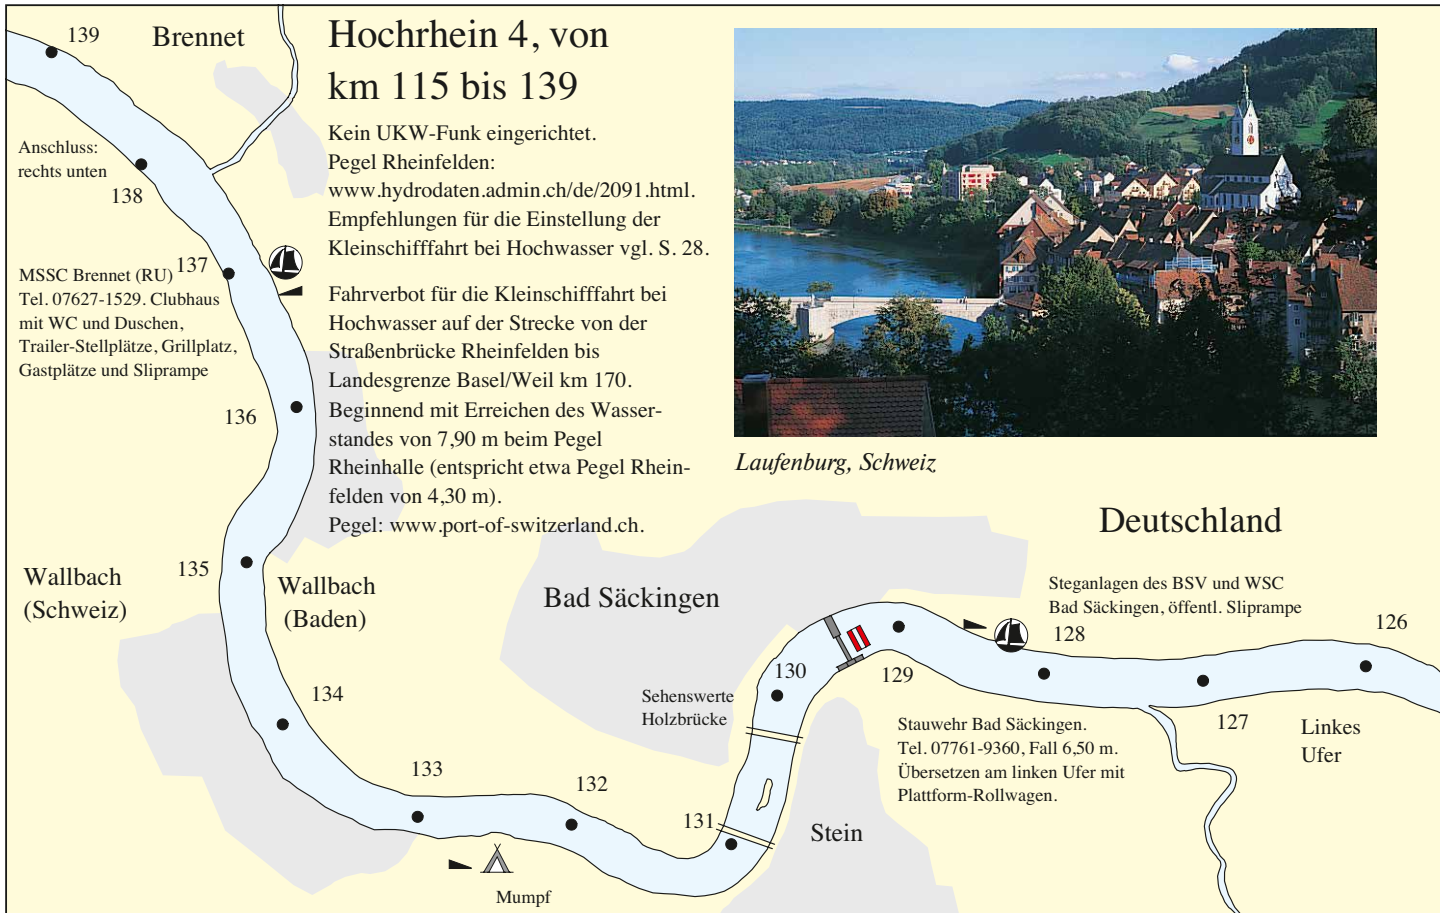 Hochrhein 4, von
km 115 bis 139
Kein UKW-Funk eingerichtet.
Pegel Rheinfelden:
www.hydrodaten.admin.ch/de/2091.html.
Empfehlungen für die Einstellung der
Kleinschifffahrt bei Hochwasser vgl. S. 28.
Fahrverbot für die Kleinschifffahrt bei
Hochwasser auf der Strecke von der
Straßenbrücke Rheinfelden bis
Landesgrenze Basel/Weil km 170.
Beginnend mit Erreichen des Wasser-
standes von 7,90 m beim Pegel
Rheinhalle (entspricht etwa Pegel Rhein-
felden von 4,30 m).
Pegel: www.port-of-switzerland.ch.
Laufenburg, Schweiz
139
Brennet
Anschluss:
rechts unten
138
137
MSSC Brennet (RU)
Tel. 07627-1529. Clubhaus
mit WC und Duschen,
Trailer-Stellplätze, Grillplatz,
Gastplätze und Sliprampe
136
135
Wallbach
(Schweiz)
Wallbach
(Baden)
134
133
132
Mumpf
131
Stein
Sehenswerte
Holzbrücke
130
Bad Säckingen
129
Stauwehr Bad Säckingen.
Tel. 07761-9360, Fall 6,50 m.
Übersetzen am linken Ufer mit
Plattform-Rollwagen.
Deutschland
Steganlagen des BSV und WSC
Bad Säckingen, öffentl. Sliprampe
128
127
126
Linkes
Ufer